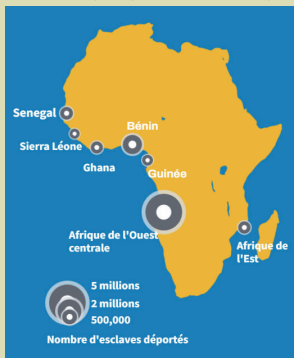 Senegal
Bénin
Sierra Léone
Ghana
Guinée
Afrique de l'Ouest
centrale
Afrique de
l'Est
5 millions
2 millions
500,000
Nombre d'esclaves déportés